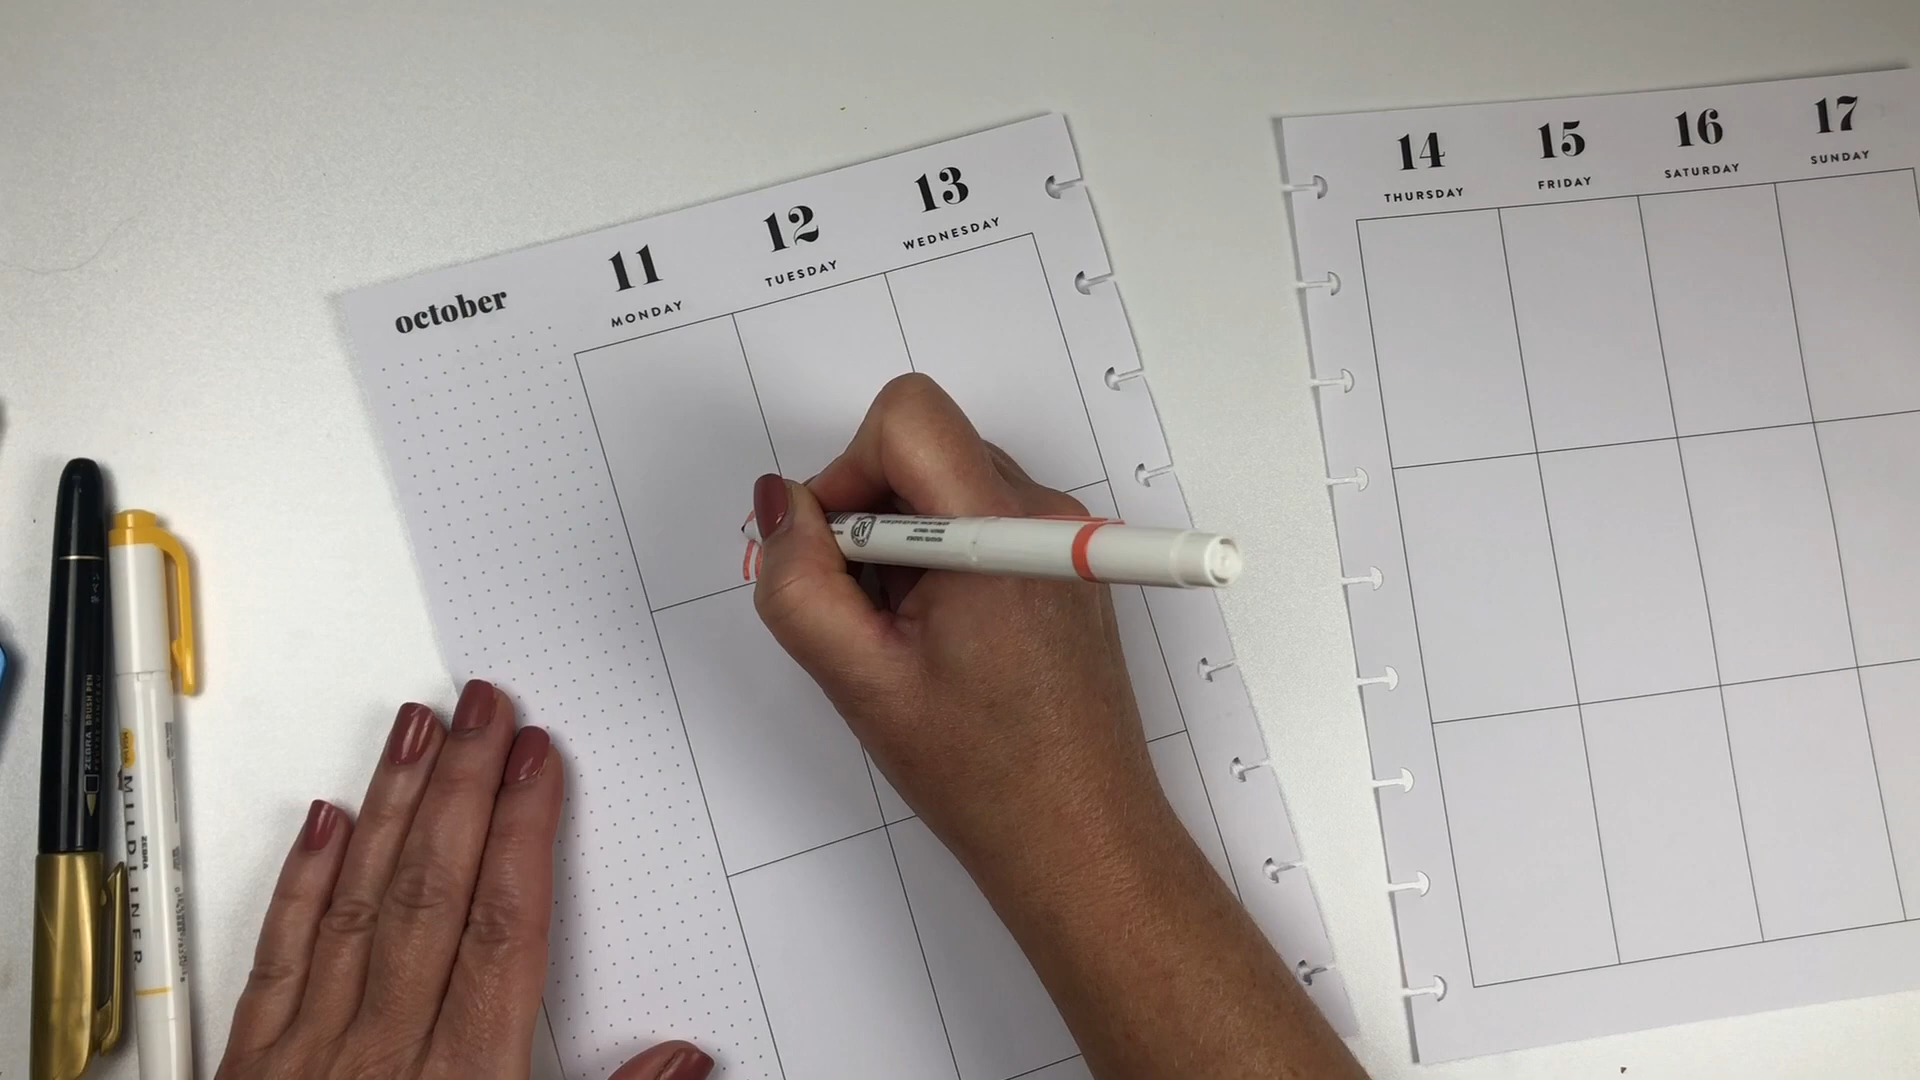 october
11
MONDAY
12
TUESDAY
13
WEDNESDAY
14
THURSDAY
15
FRIDAY
16
SATURDAY
17
SUNDAY
ZEBRA BRUSH PEN
ZEBRA
MILDLINER
AP